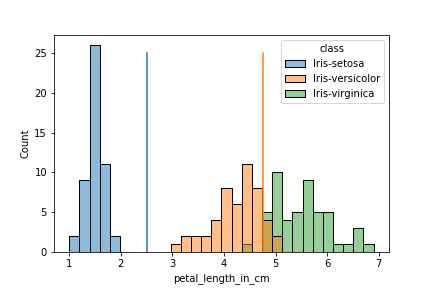 class
Iris-setosa
Iris-versicolor
Iris-virginica
25
20
15
10
5
0
Count
1 2 3 4 5 6 7
petal_length_in_cm